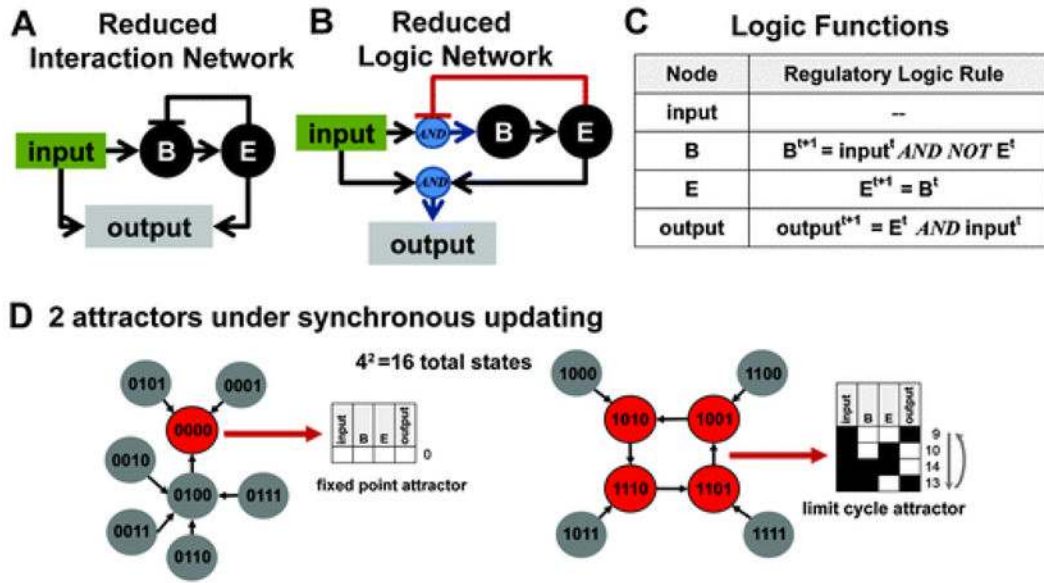 A Reduced
Interaction Network
input
B
E
output
B Reduced
Logic Network
input
AND
B
E
AND
output
C Logic Functions
Node Regulatory Logic Rule
input --
B B^t+1 = input^t AND NOT E^t
E E^t+1 = B^t
output output^t+1 = E^t AND input^t
D 2 attractors under synchronous updating
4²=16 total states
0101
0001
0000
0010
0100
0111
0011
0110
input B E output
0
fixed point attractor
1000
1100
1010
1001
1110
1101
1011
1111
input B E output
9
10
14
13
limit cycle attractor